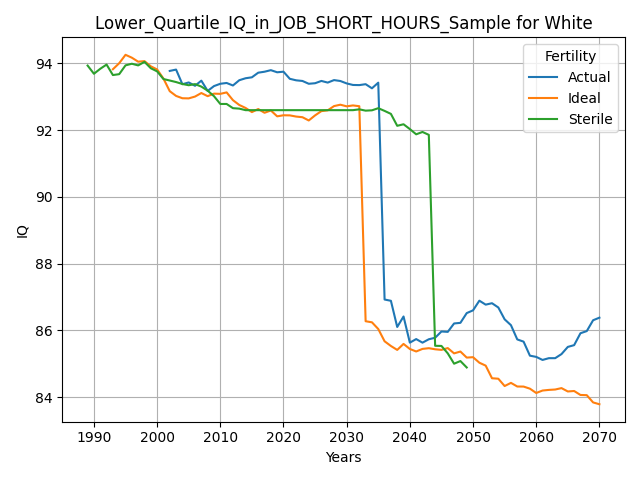 Lower_Quartile_IQ_in_JOB_SHORT_HOURS_Sample for White
Fertility
Actual
Ideal
Sterile
IQ
94
92
90
88
86
84
1990 2000 2010 2020 2030 2040 2050 2060 2070
Years